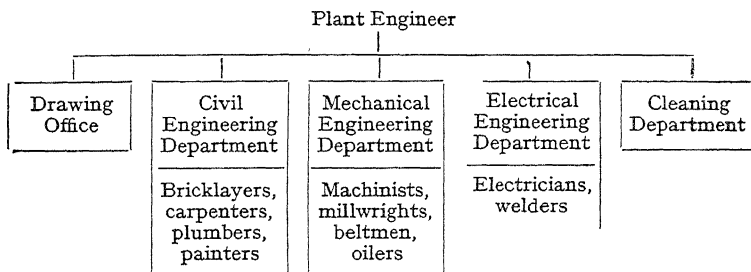 Plant Engineer
Drawing
Office
Civil
Engineering
Department
Bricklayers,
carpenters,
plumbers,
painters
Mechanical
Engineering
Department
Machinists,
millwrights,
beltmen,
oilers
Electrical
Engineering
Department
Electricians,
welders
Cleaning
Department